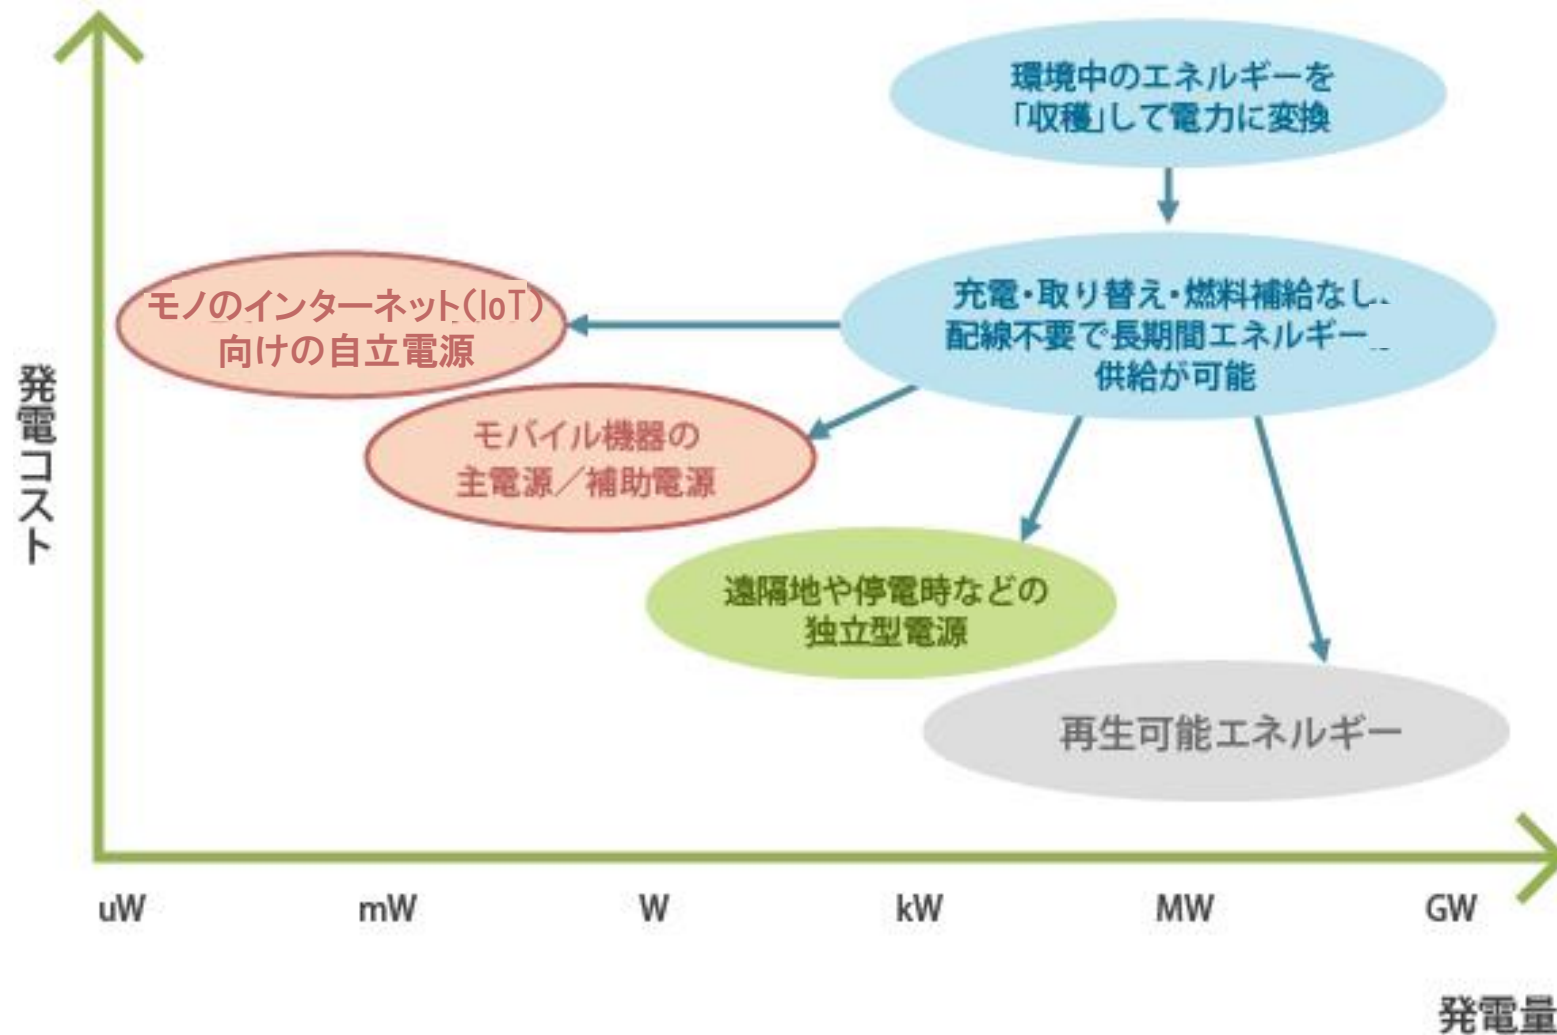 環境中のエネルギーを
「収穫」して電力に変換
充電・取り替え・燃料補給なし、
配線不要で長期間エネルギー
供給が可能
モノのインターネット(IoT)
向けの自立電源
モバイル機器の
主電源／補助電源
遠隔地や停電時などの
独立型電源
再生可能エネルギー
発電コスト
uW mW W kW MW GW
発電量